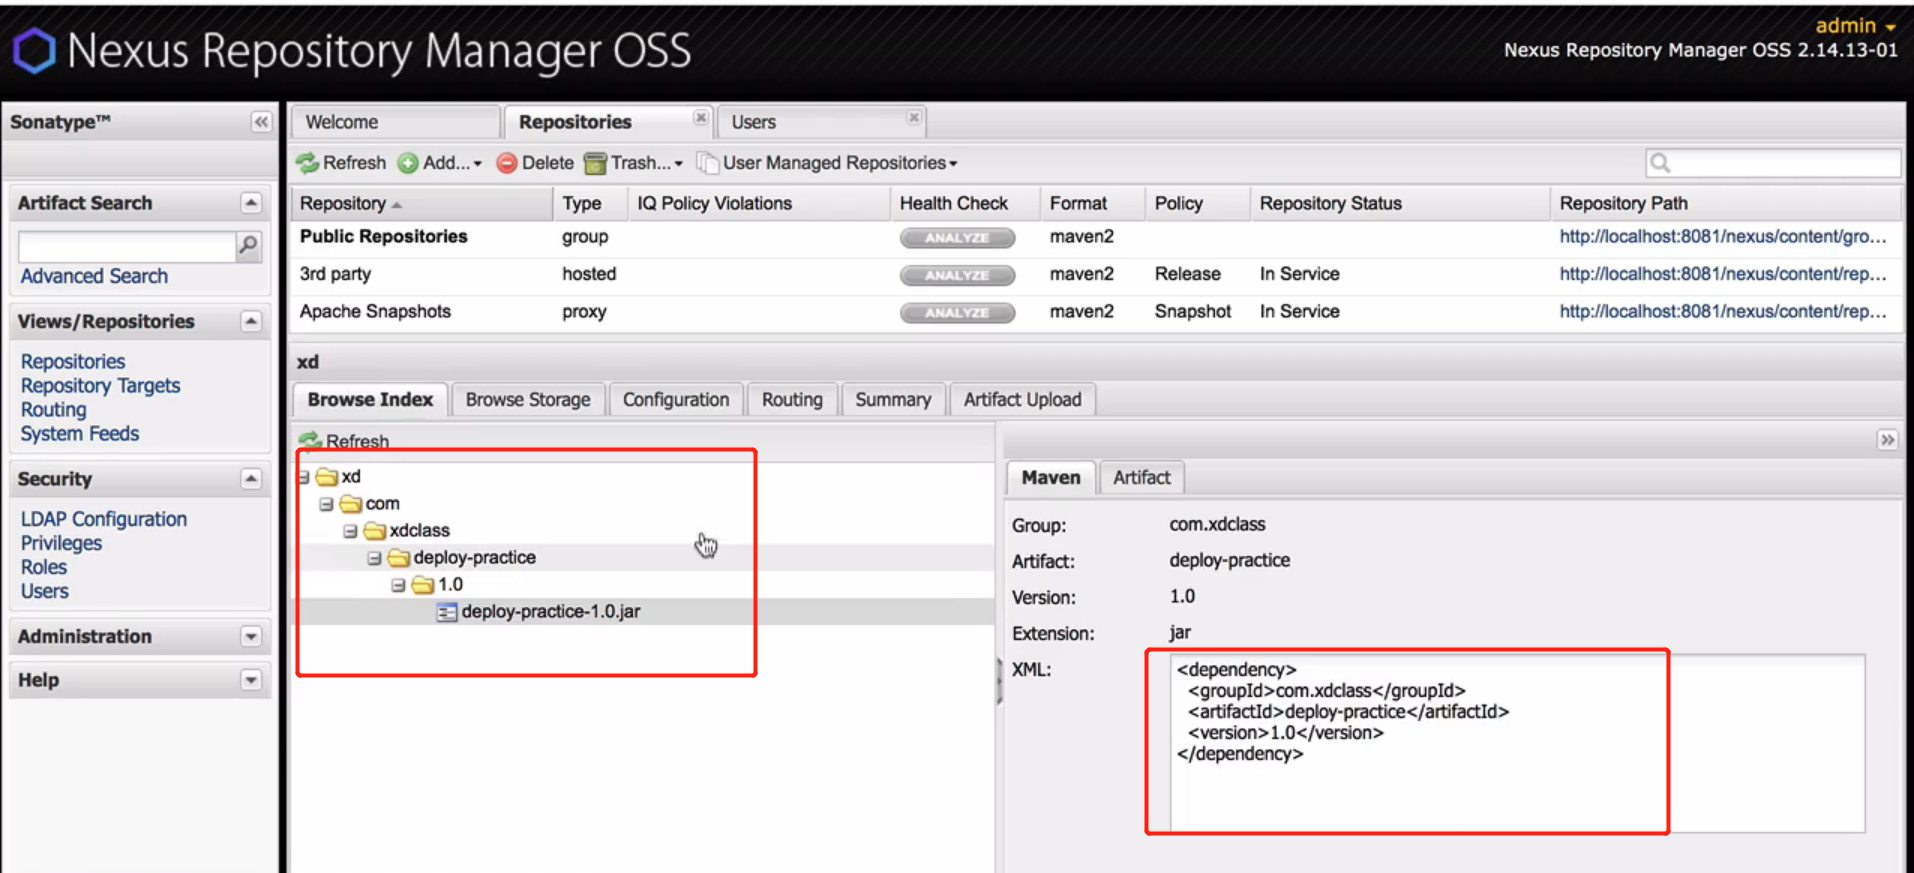 Nexus Repository Manager OSS
admin
Nexus Repository Manager OSS 2.14.13-01
Sonatype™
Welcome
Repositories
Users
Refresh Add... Delete Trash... User Managed Repositories
Artifact Search
Advanced Search
Views/Repositories
Repositories
Repository Targets
Routing
System Feeds
Security
LDAP Configuration
Privileges
Roles
Users
Administration
Help
Repository Type IQ Policy Violations Health Check Format Policy Repository Status Repository Path
Public Repositories group ANALYZE maven2 http://localhost:8081/nexus/content/gro...
3rd party hosted ANALYZE maven2 Release In Service http://localhost:8081/nexus/content/rep...
Apache Snapshots proxy ANALYZE maven2 Snapshot In Service http://localhost:8081/nexus/content/rep...
xd
Browse Index Browse Storage Configuration Routing Summary Artifact Upload
Refresh
xd
com
xdclass
deploy-practice
1.0
deploy-practice-1.0.jar
Maven Artifact
Group: com.xdclass
Artifact: deploy-practice
Version: 1.0
Extension: jar
XML: <dependency>
<groupId>com.xdclass</groupId>
<artifactId>deploy-practice</artifactId>
<version>1.0</version>
</dependency>